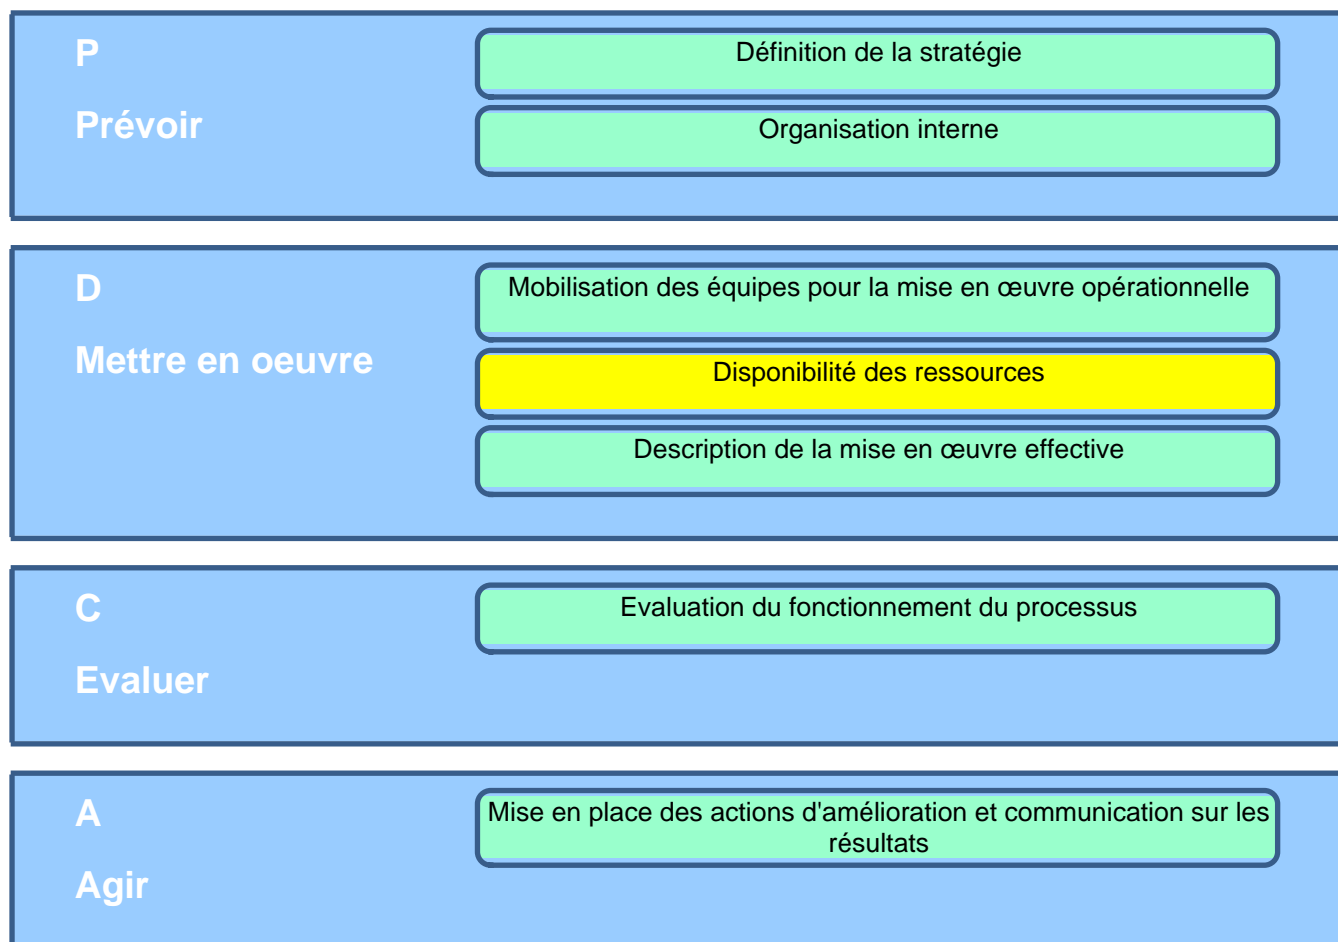 P
Prévoir
Définition de la stratégie
Organisation interne
D
Mettre en oeuvre
Mobilisation des équipes pour la mise en œuvre opérationnelle
Disponibilité des ressources
Description de la mise en œuvre effective
C
Evaluer
Evaluation du fonctionnement du processus
A
Agir
Mise en place des actions d'amélioration et communication sur les
résultats